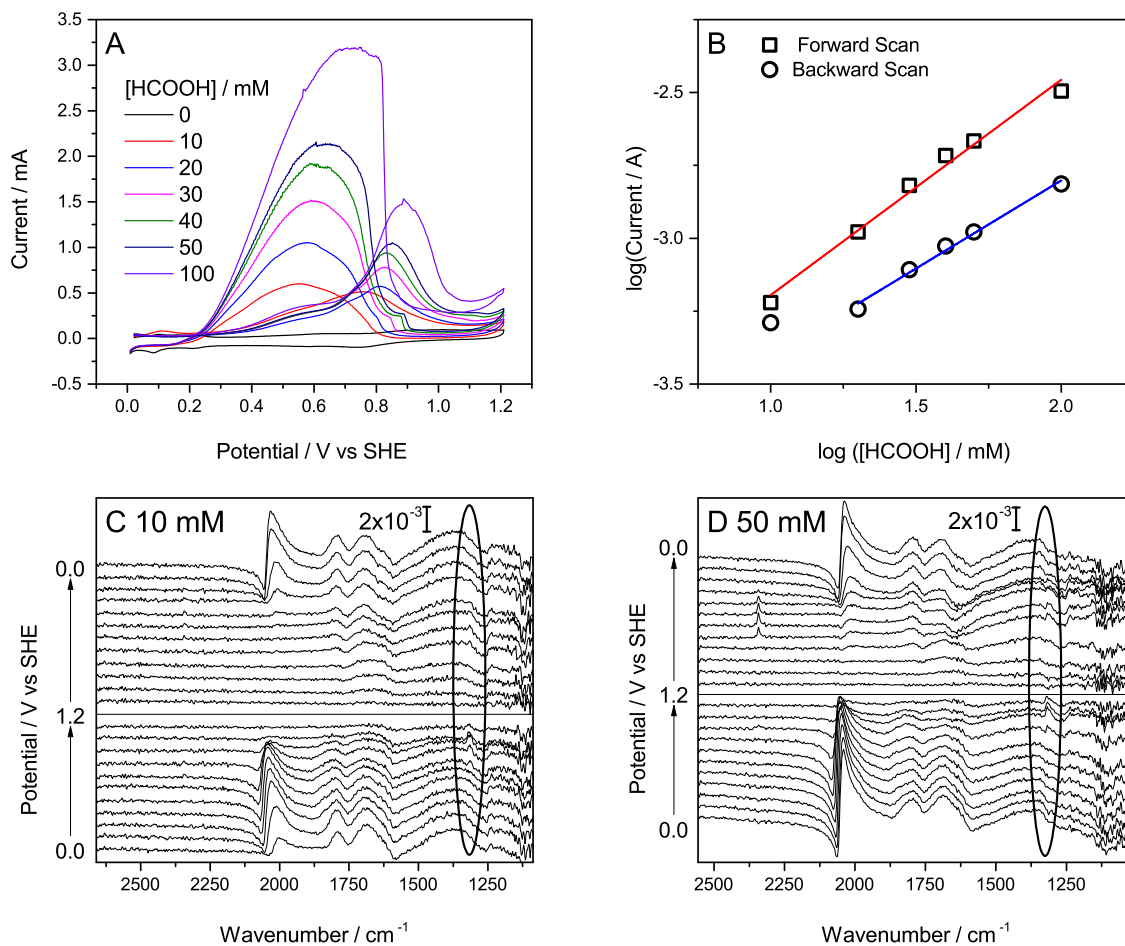 A
[HCOOH] / mM
0
10
20
30
40
50
100
3.5
3.0
2.5
2.0
1.5
1.0
0.5
0.0
-0.5
Current / mA
0.0 0.2 0.4 0.6 0.8 1.0 1.2
Potential / V vs SHE
B
Forward Scan
Backward Scan
-2.5
-3.0
-3.5
log(Current / A)
1.0 1.5 2.0
log ([HCOOH] / mM)
C 10 mM
2x10⁻³
0.0
1.2
0.0
Potential / V vs SHE
2500 2250 2000 1750 1500 1250
Wavenumber / cm⁻¹
D 50 mM
2x10⁻³
0.0
1.2
0.0
Potential / V vs SHE
2500 2250 2000 1750 1500 1250
Wavenumber / cm⁻¹